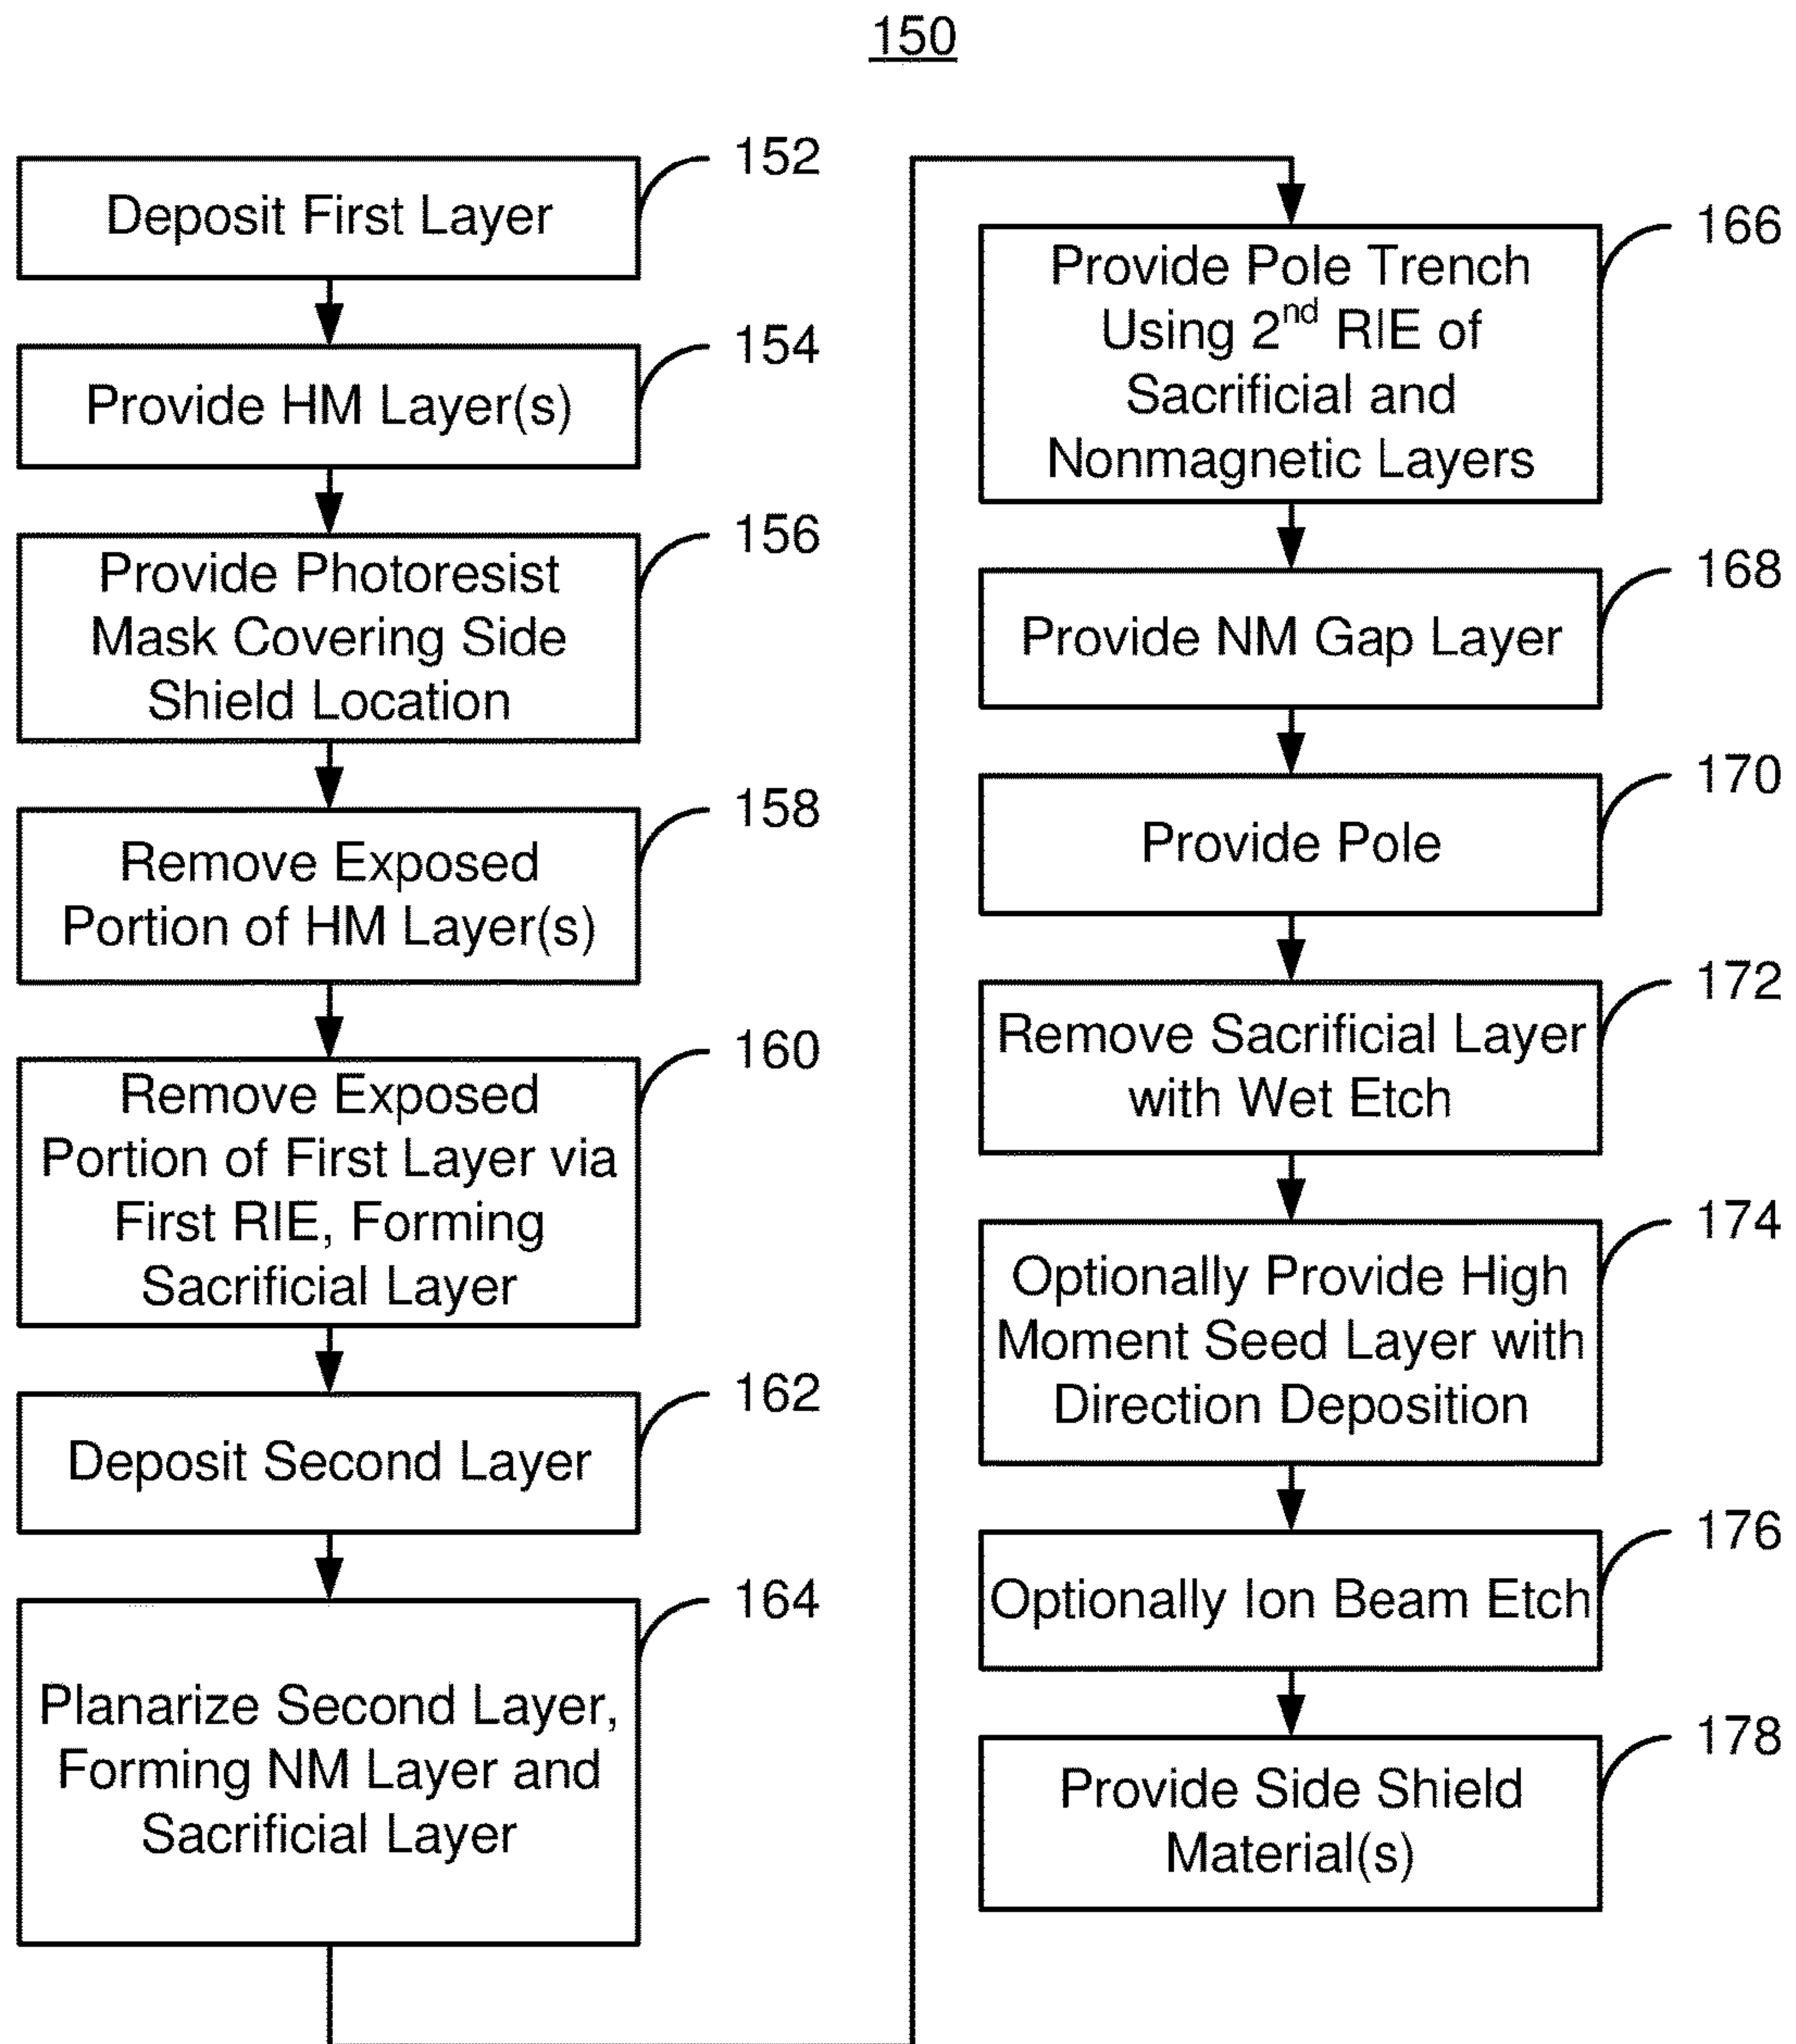 150
152
Deposit First Layer
154
Provide HM Layer(s)
156
Provide Photoresist
Mask Covering Side
Shield Location
158
Remove Exposed
Portion of HM Layer(s)
160
Remove Exposed
Portion of First Layer via
First RIE, Forming
Sacrificial Layer
162
Deposit Second Layer
164
Planarize Second Layer,
Forming NM Layer and
Sacrificial Layer
166
Provide Pole Trench
Using 2nd RIE of
Sacrificial and
Nonmagnetic Layers
168
Provide NM Gap Layer
170
Provide Pole
172
Remove Sacrificial Layer
with Wet Etch
174
Optionally Provide High
Moment Seed Layer with
Direction Deposition
176
Optionally Ion Beam Etch
178
Provide Side Shield
Material(s)